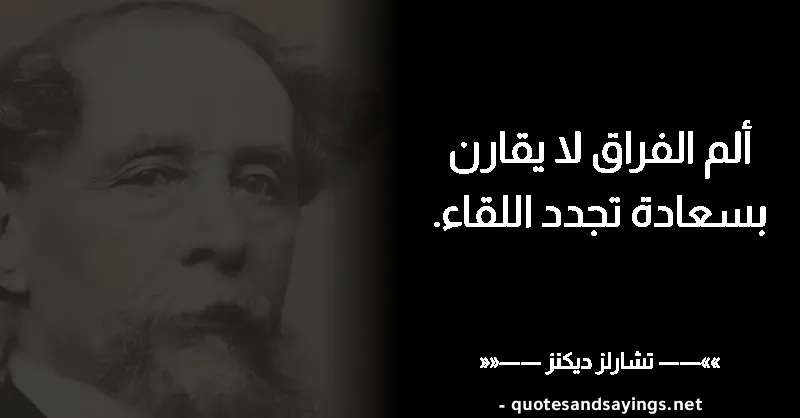 ألم الفراق لا يقارن
بسعادة تجدد اللقاء.
»»—— تشارلز ديكنز ——««
- quotesandsayings.net